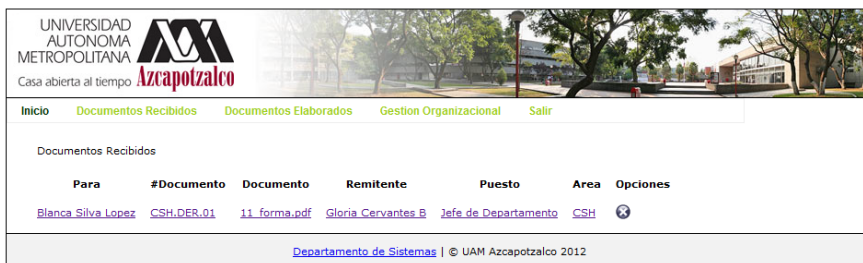 UNIVERSIDAD
AUTONOMA
METROPOLITANA
Casa abierta al tiempo Azcapotzalco
Inicio Documentos Recibidos Documentos Elaborados Gestion Organizacional Salir
Documentos Recibidos
Para #Documento Documento Remitente Puesto Area Opciones
Blanca Silva Lopez CSH.DER.01 11_forma.pdf Gloria Cervantes B Jefe de Departamento CSH
Departamento de Sistemas | © UAM Azcapotzalco 2012